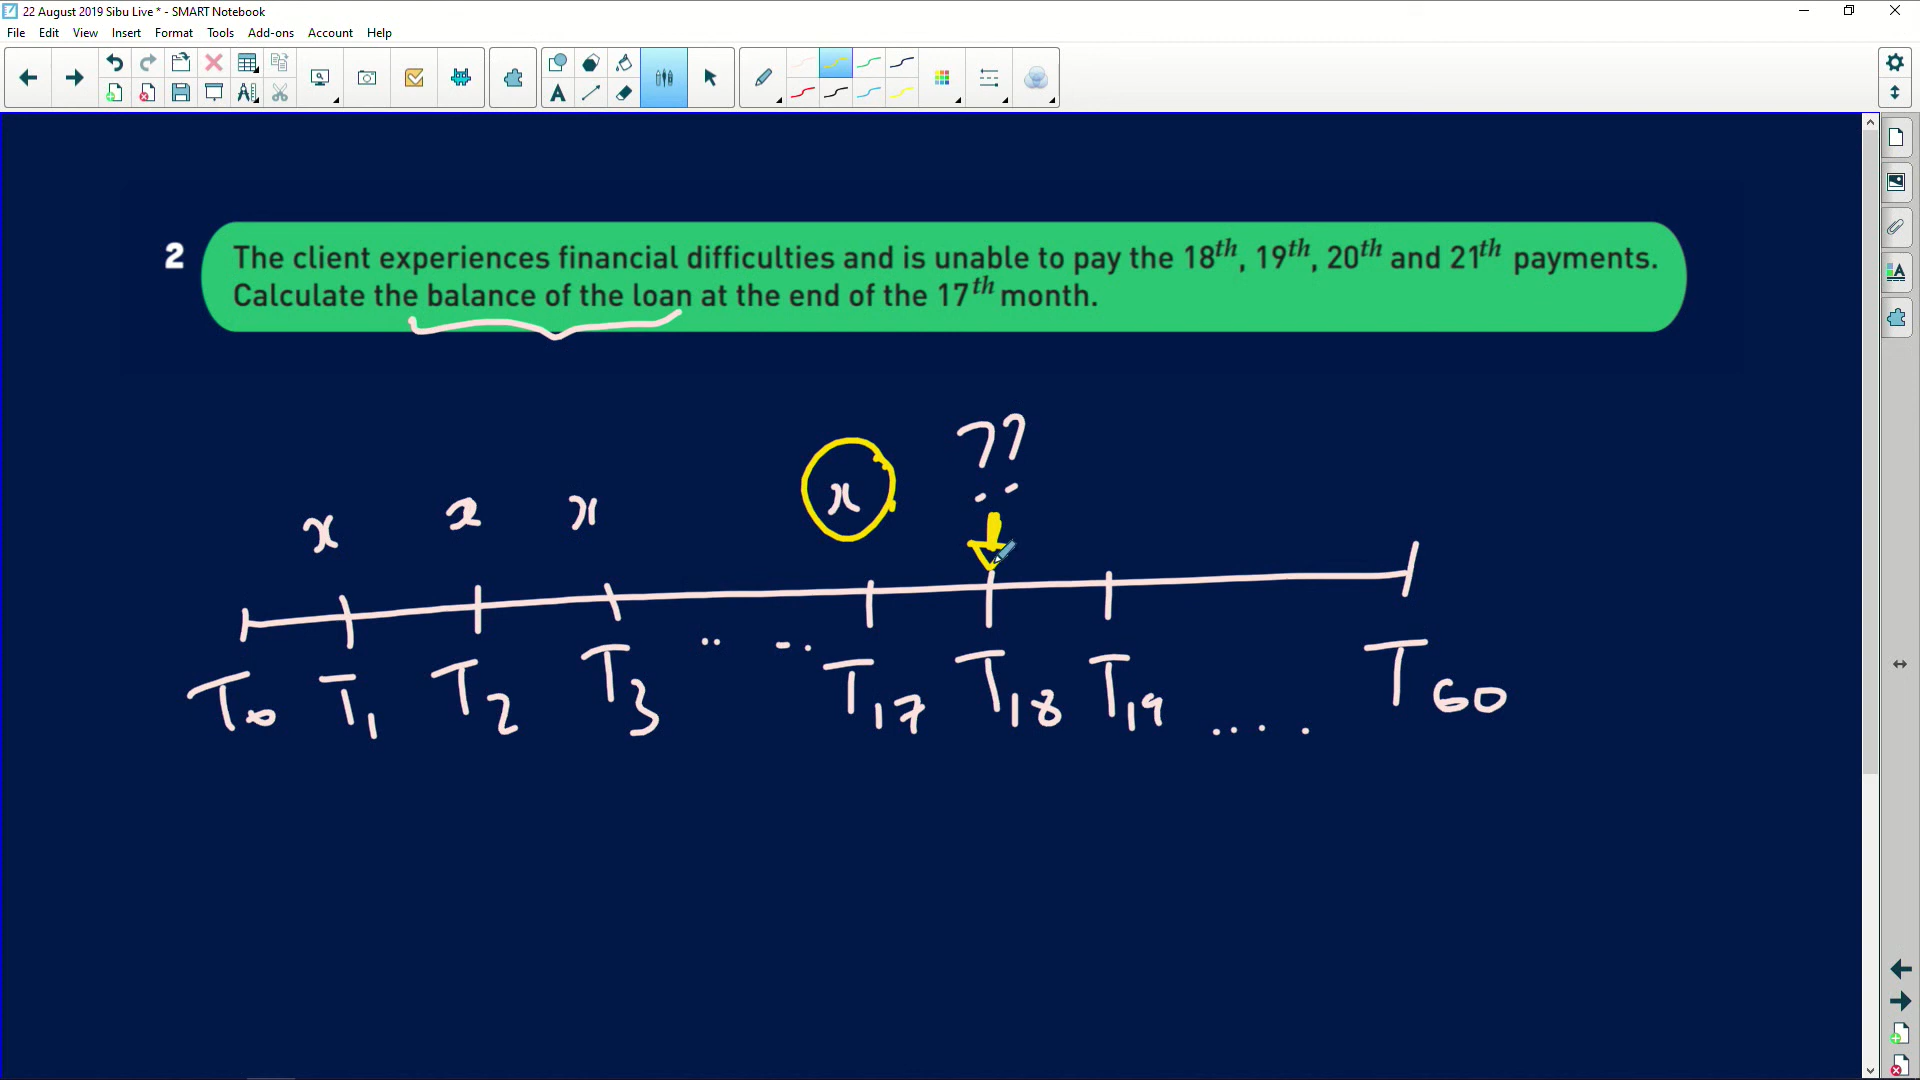 22 August 2019 Sibu Live * - SMART Notebook
File Edit View Insert Format Tools Add-ons Account Help
2 The client experiences financial difficulties and is unable to pay the 18th, 19th, 20th and 21th payments.
Calculate the balance of the loan at the end of the 17th month.
??
x x x x
T0 T1 T2 T3 .. -.. T17 T18 T19 .... T60